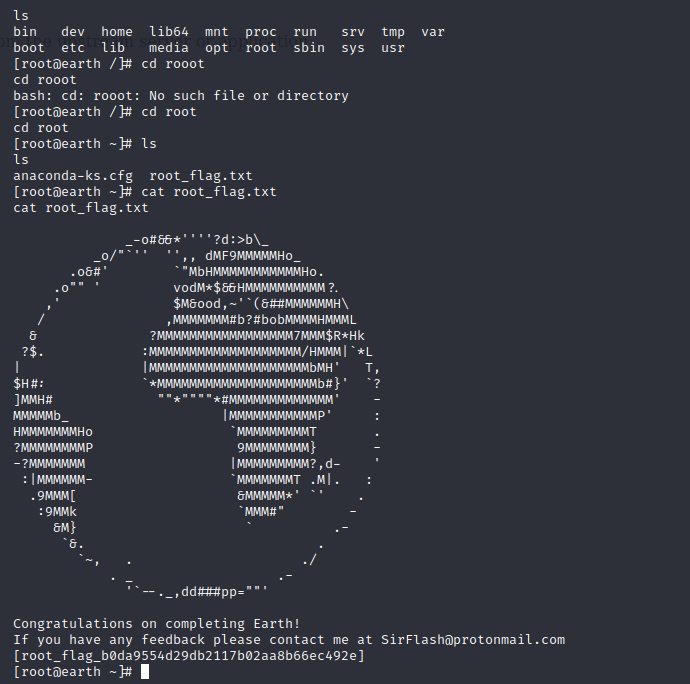 ls
bin   dev  home  lib64  mnt  proc  run   srv  tmp  var
boot  etc  lib   media  opt  root  sbin  sys  usr
[root@earth /]# cd rooot
cd rooot
bash: cd: rooot: No such file or directory
[root@earth /]# cd root
cd root
[root@earth ~]# ls
ls
anaconda-ks.cfg  root_flag.txt
[root@earth ~]# cat root_flag.txt
cat root_flag.txt
              _-o#&&*''''?d:>b\_
          _o/"`''  '',, dMF9MMMMMHo_
       .o&#'        `"MbHMMMMMMMMMMMHo.
     .o"" '         vodM*$&&HMMMMMMMMMM?.
    ,'              $M&ood,~'`(&##MMMMMMH\
   /               ,MMMMMMM#b?#bobMMMMHMMML
  &              ?MMMMMMMMMMMMMMMMM7MMM$R*Hk
 ?$.            :MMMMMMMMMMMMMMMMMMM/HMMM|`*L
|               |MMMMMMMMMMMMMMMMMMMMbMH'   T,
$H#:            `*MMMMMMMMMMMMMMMMMMMMb#}'  `?
]MMH#             ""*""""*#MMMMMMMMMMMMM'    -
MMMMMb_                   |MMMMMMMMMMMP'     :
HMMMMMMMHo                 `MMMMMMMMMT       .
?MMMMMMMMP                  9MMMMMMMM}       -
-?MMMMMMM                  |MMMMMMMMM?,d-    '
 :|MMMMMM-                 `MMMMMMMT .M|.   :
  .9MMM[                    &MMMMM*' `'    .
   :9MMk                    `MMM#"        -
     &M}                     `          .-
      `&.                             .
        `~,   .                     ./
            . _                  .-
              '`--._,dd###pp=""'
Congratulations on completing Earth!
If you have any feedback please contact me at SirFlash@protonmail.com
[root_flag_b0da9554d29db2117b02aa8b66ec492e]
[root@earth ~]#